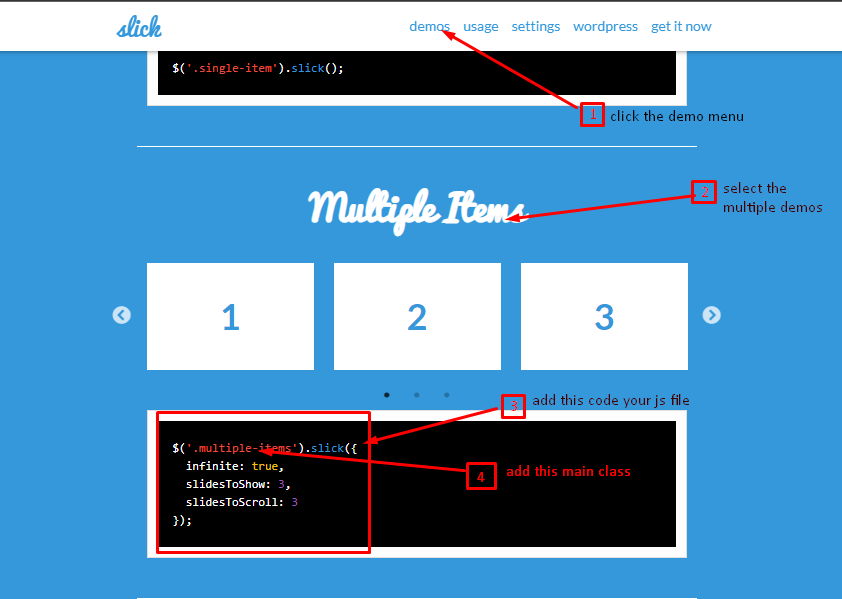 slick
demos usage settings wordpress get it now
$('.single-item').slick();
1 click the demo menu
2 select the
multiple demos
Multiple Items
1 2 3
3 add this code your js file
$('.multiple-items').slick({
infinite: true,
slidesToShow: 3,
slidesToScroll: 3
});
4 add this main class